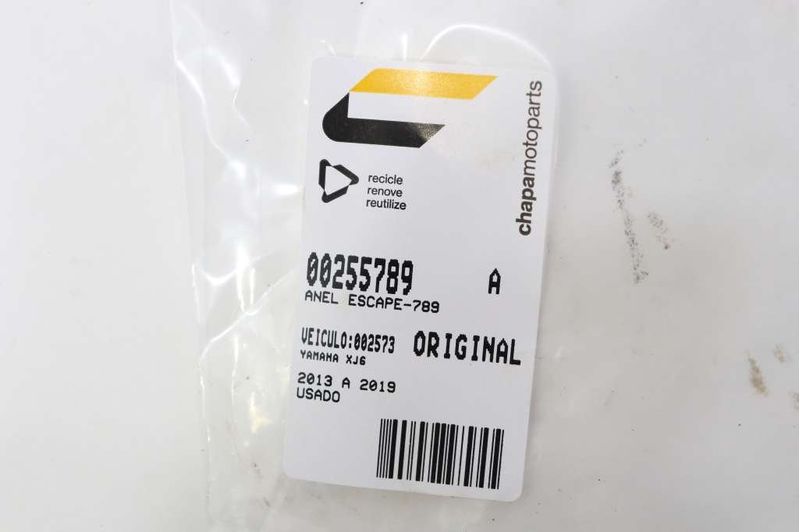 chapamotoparts
recicle
renove
reutilize
00255789 A
ANEL ESCAPE-789
VEICULO:002573 ORIGINAL
YAMAHA XJ6
2013 A 2019
USADO